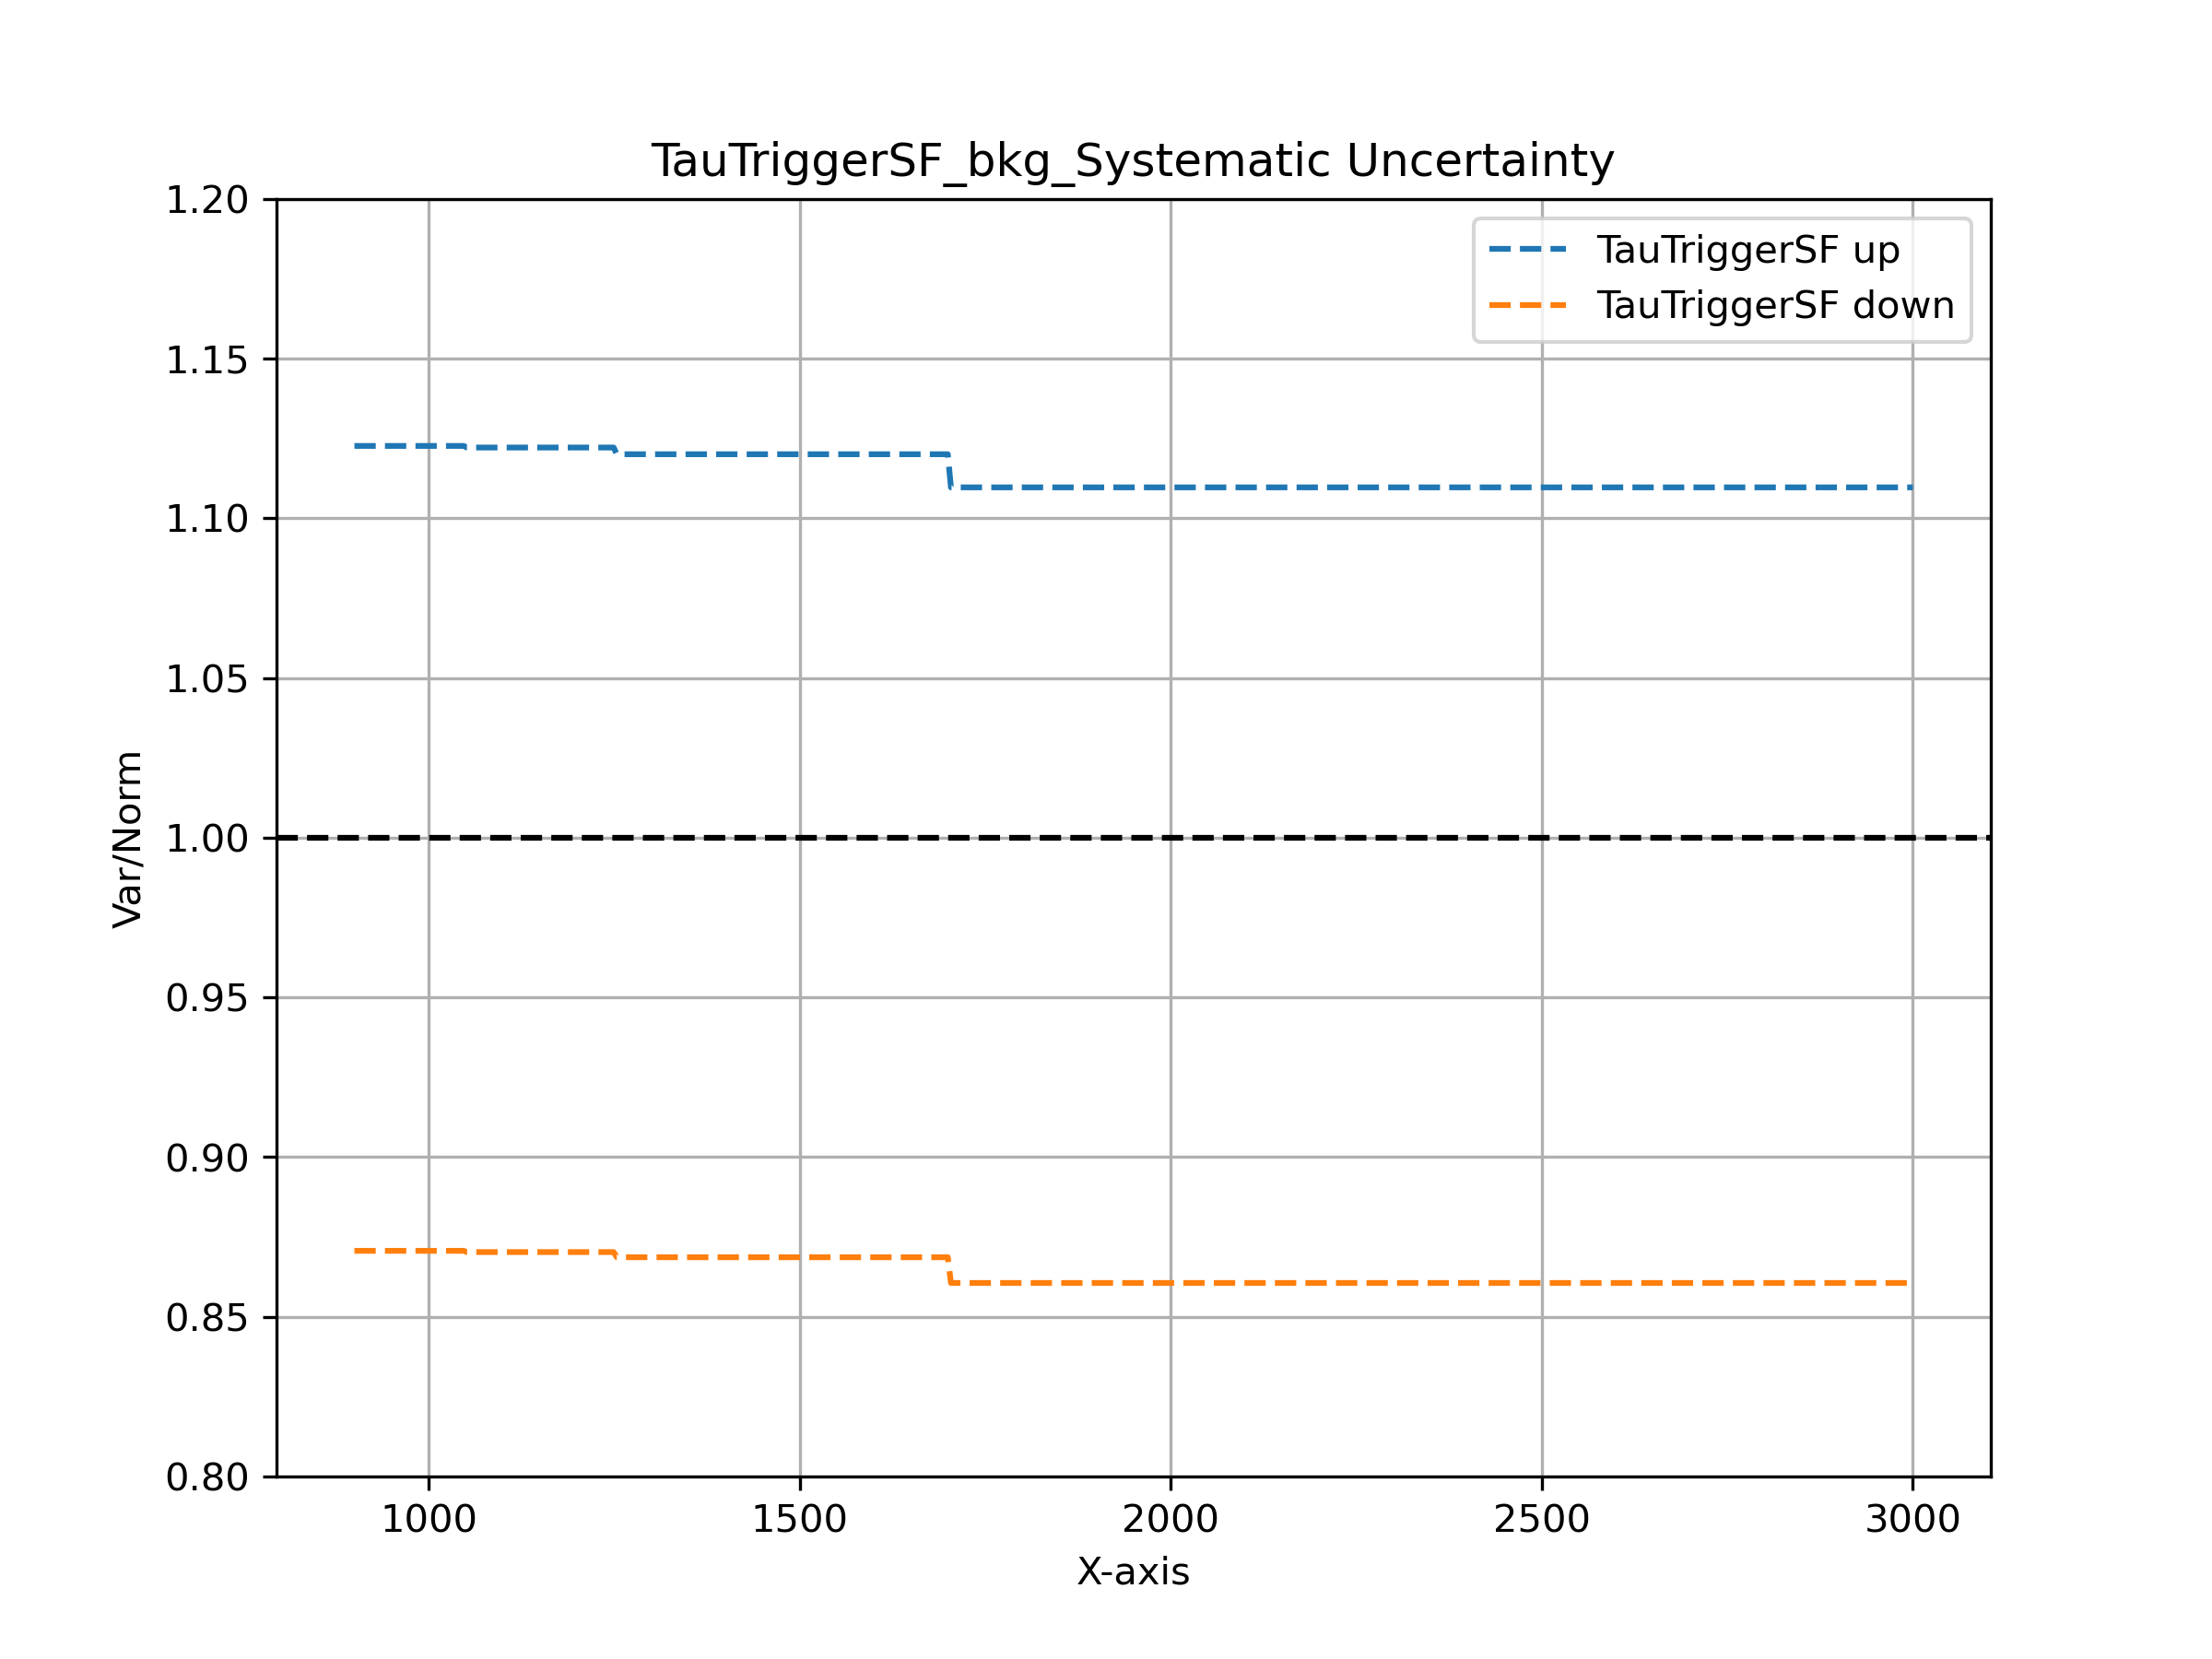 TauTriggerSF_bkg_Systematic Uncertainty
TauTriggerSF up
TauTriggerSF down
1.20
1.15
1.10
1.05
1.00
0.95
0.90
0.85
0.80
Var/Norm
1000 1500 2000 2500 3000
X-axis